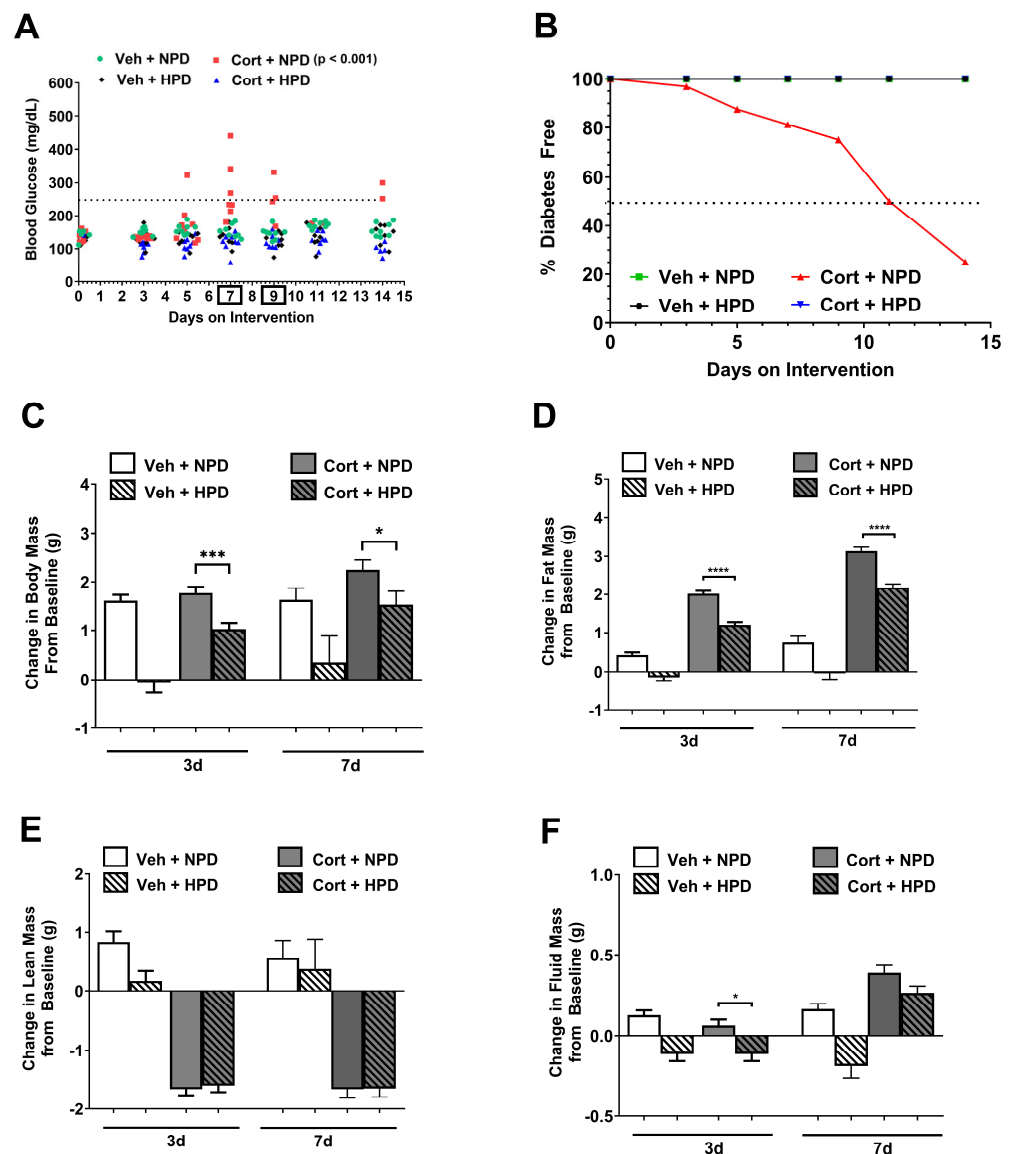 A
Veh + NPD
Cort + NPD (p < 0.001)
Veh + HPD
Cort + HPD
Blood Glucose (mg/dL)
600
500
400
300
200
100
0
0 1 2 3 4 5 6 7 8 9 10 11 12 13 14 15
Days on Intervention
B
% Diabetes Free
100
80
60
40
20
0
Veh + NPD
Cort + NPD
Veh + HPD
Cort + HPD
0 5 10 15
Days on Intervention
C
Veh + NPD
Cort + NPD
Veh + HPD
Cort + HPD
Change in Body Mass
From Baseline (g)
4
3
2
1
0
-1
***
*
3d
7d
D
Veh + NPD
Cort + NPD
Veh + HPD
Cort + HPD
Change in Fat Mass
from Baseline (g)
5
4
3
2
1
0
-1
****
****
3d
7d
E
Veh + NPD
Cort + NPD
Veh + HPD
Cort + HPD
Change in Lean Mass
from Baseline (g)
2
1
0
-1
-2
3d
7d
F
Veh + NPD
Cort + NPD
Veh + HPD
Cort + HPD
Change in Fluid Mass
from Baseline (g)
1.0
0.5
0.0
-0.5
*
3d
7d